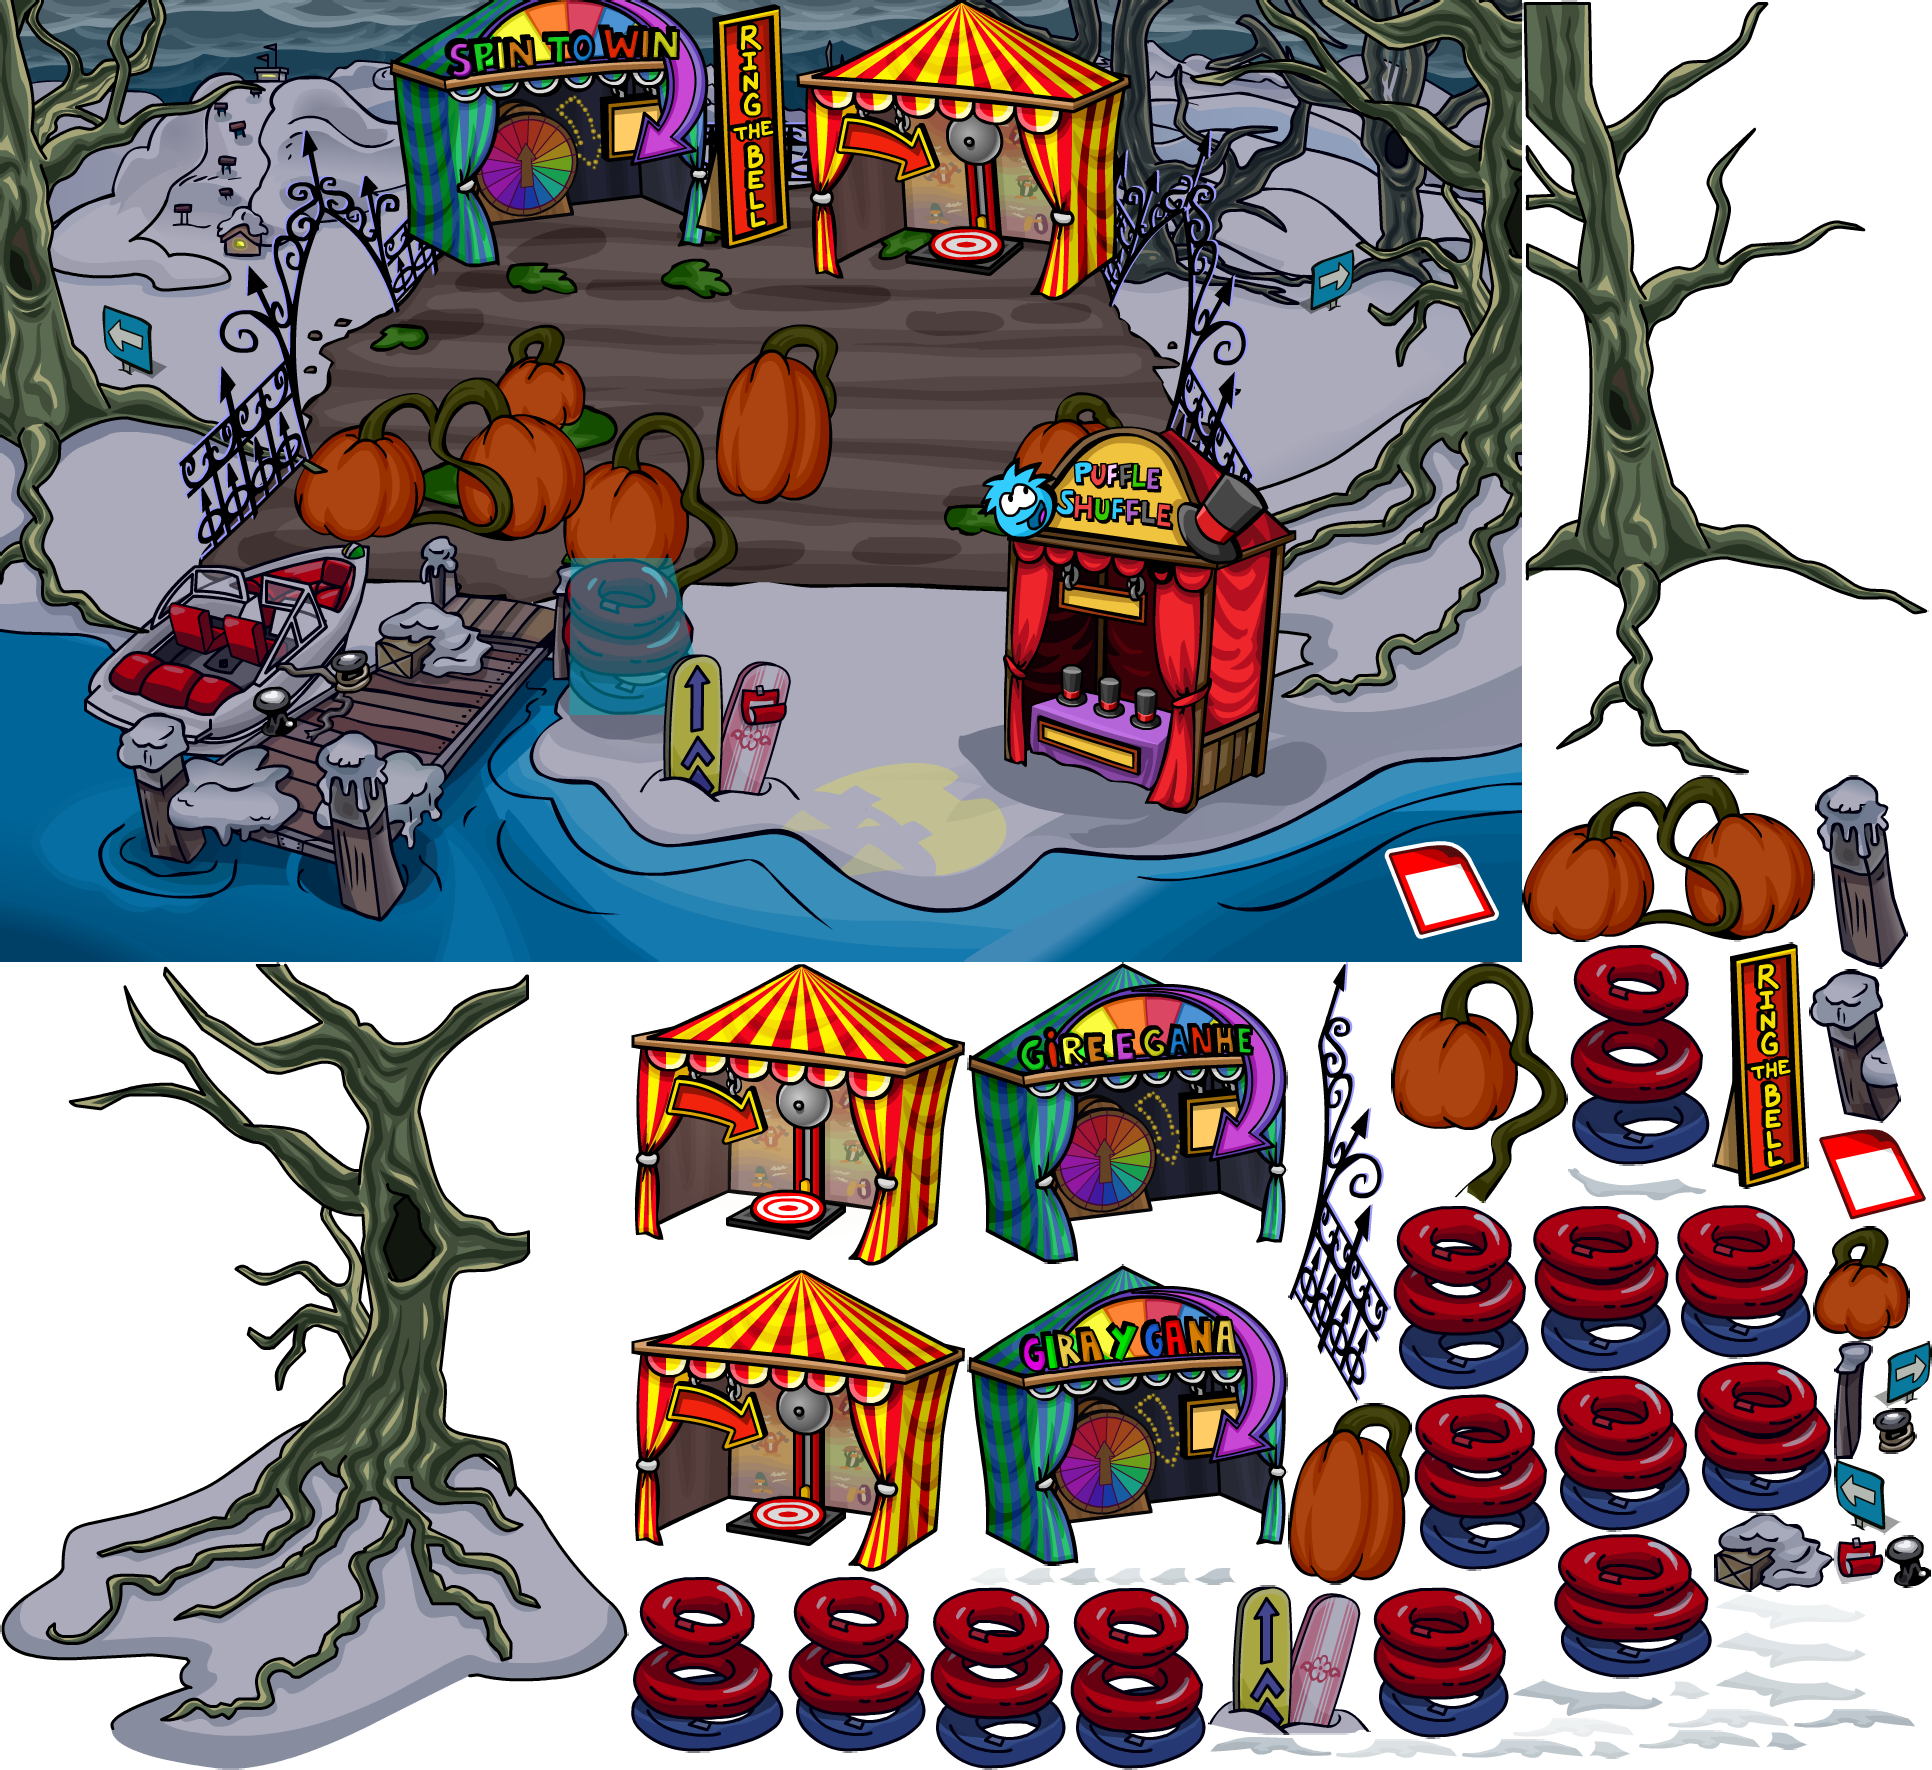 SPIN TO WIN
RING THE BELL
PUFFLE
SHUFFLE
RING THE BELL
GIRE E GANHE
GIRA Y GANA